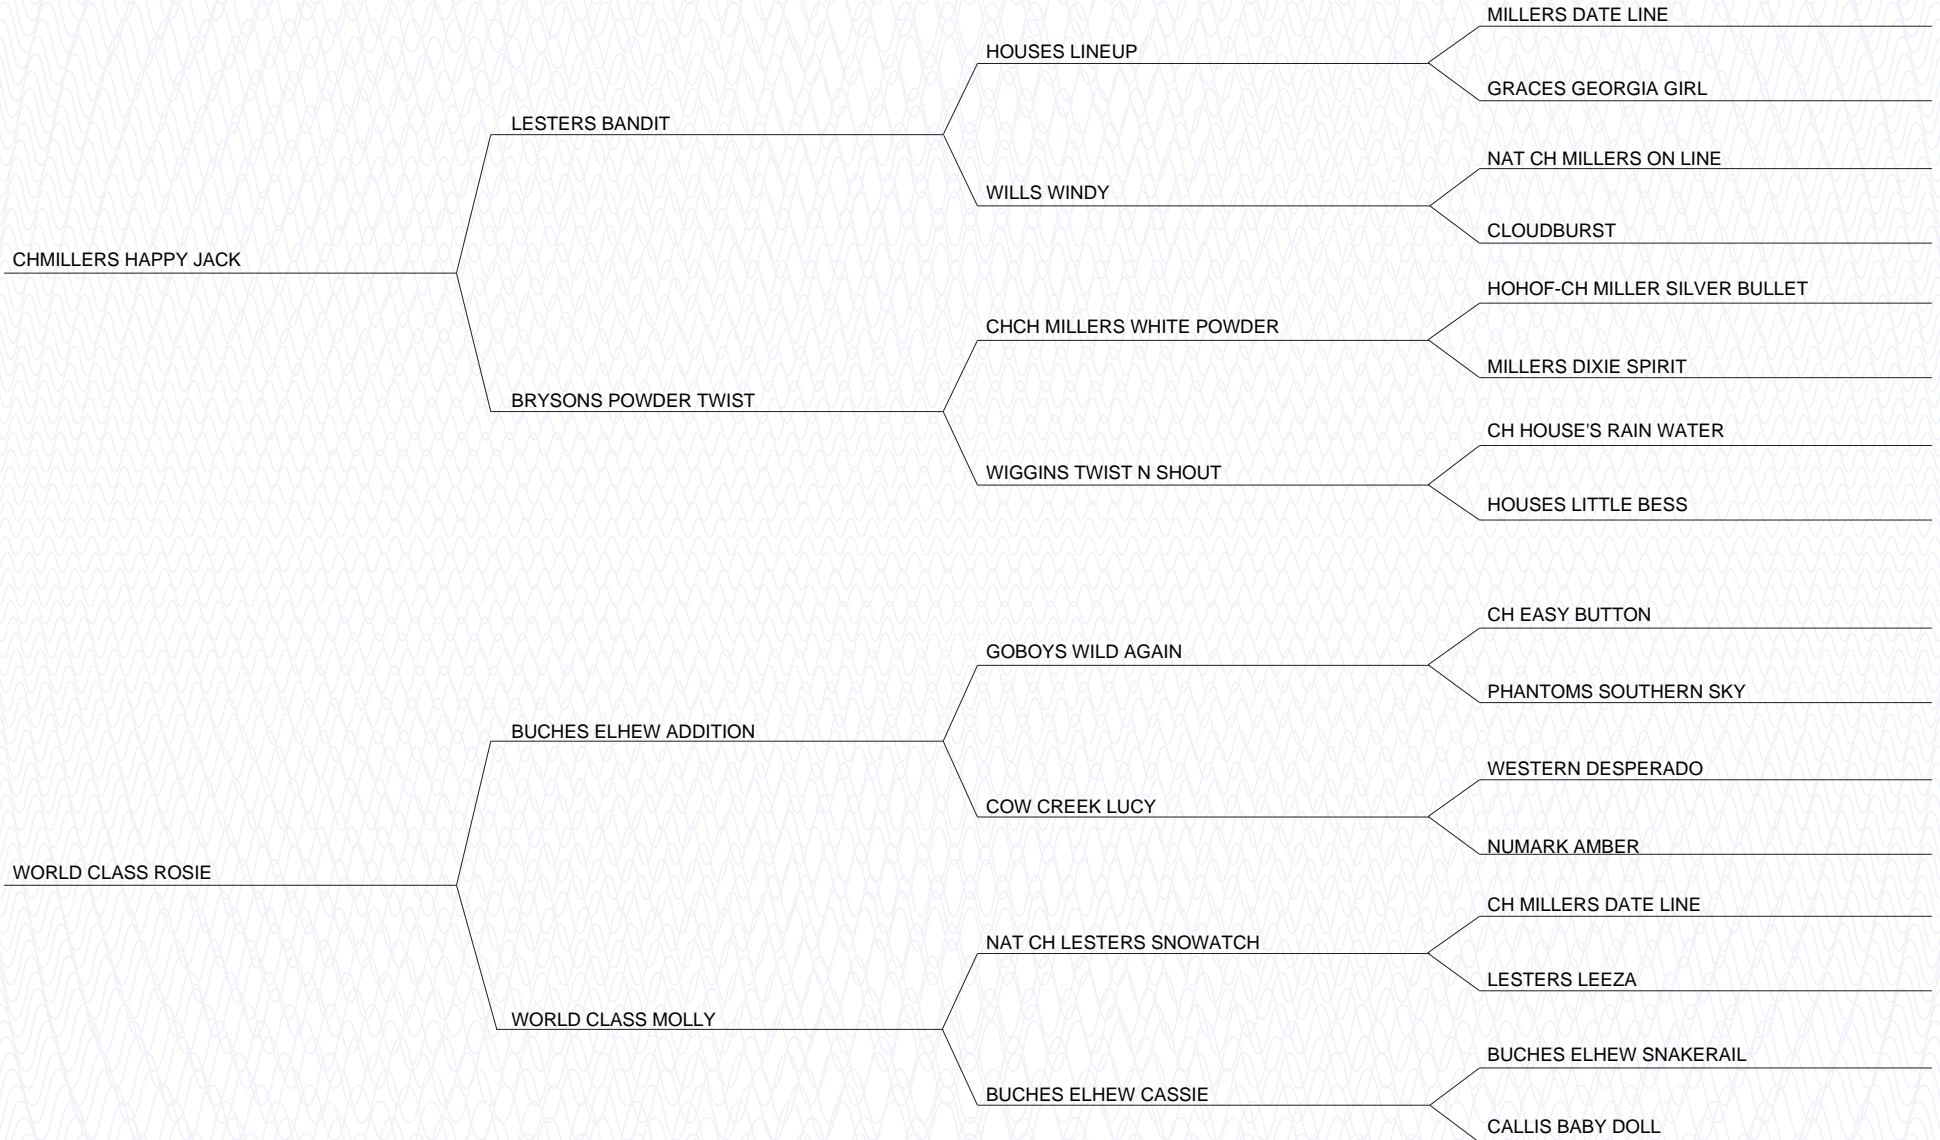 MILLERS DATE LINE
HOUSES LINEUP
GRACES GEORGIA GIRL
LESTERS BANDIT
NAT CH MILLERS ON LINE
WILLS WINDY
CLOUDBURST
CHMILLERS HAPPY JACK
HOHOF-CH MILLER SILVER BULLET
CHCH MILLERS WHITE POWDER
MILLERS DIXIE SPIRIT
BRYSONS POWDER TWIST
CH HOUSE'S RAIN WATER
WIGGINS TWIST N SHOUT
HOUSES LITTLE BESS
CH EASY BUTTON
GOBOYS WILD AGAIN
PHANTOMS SOUTHERN SKY
BUCHES ELHEW ADDITION
WESTERN DESPERADO
COW CREEK LUCY
NUMARK AMBER
WORLD CLASS ROSIE
CH MILLERS DATE LINE
NAT CH LESTERS SNOWATCH
LESTERS LEEZA
WORLD CLASS MOLLY
BUCHES ELHEW SNAKERAIL
BUCHES ELHEW CASSIE
CALLIS BABY DOLL